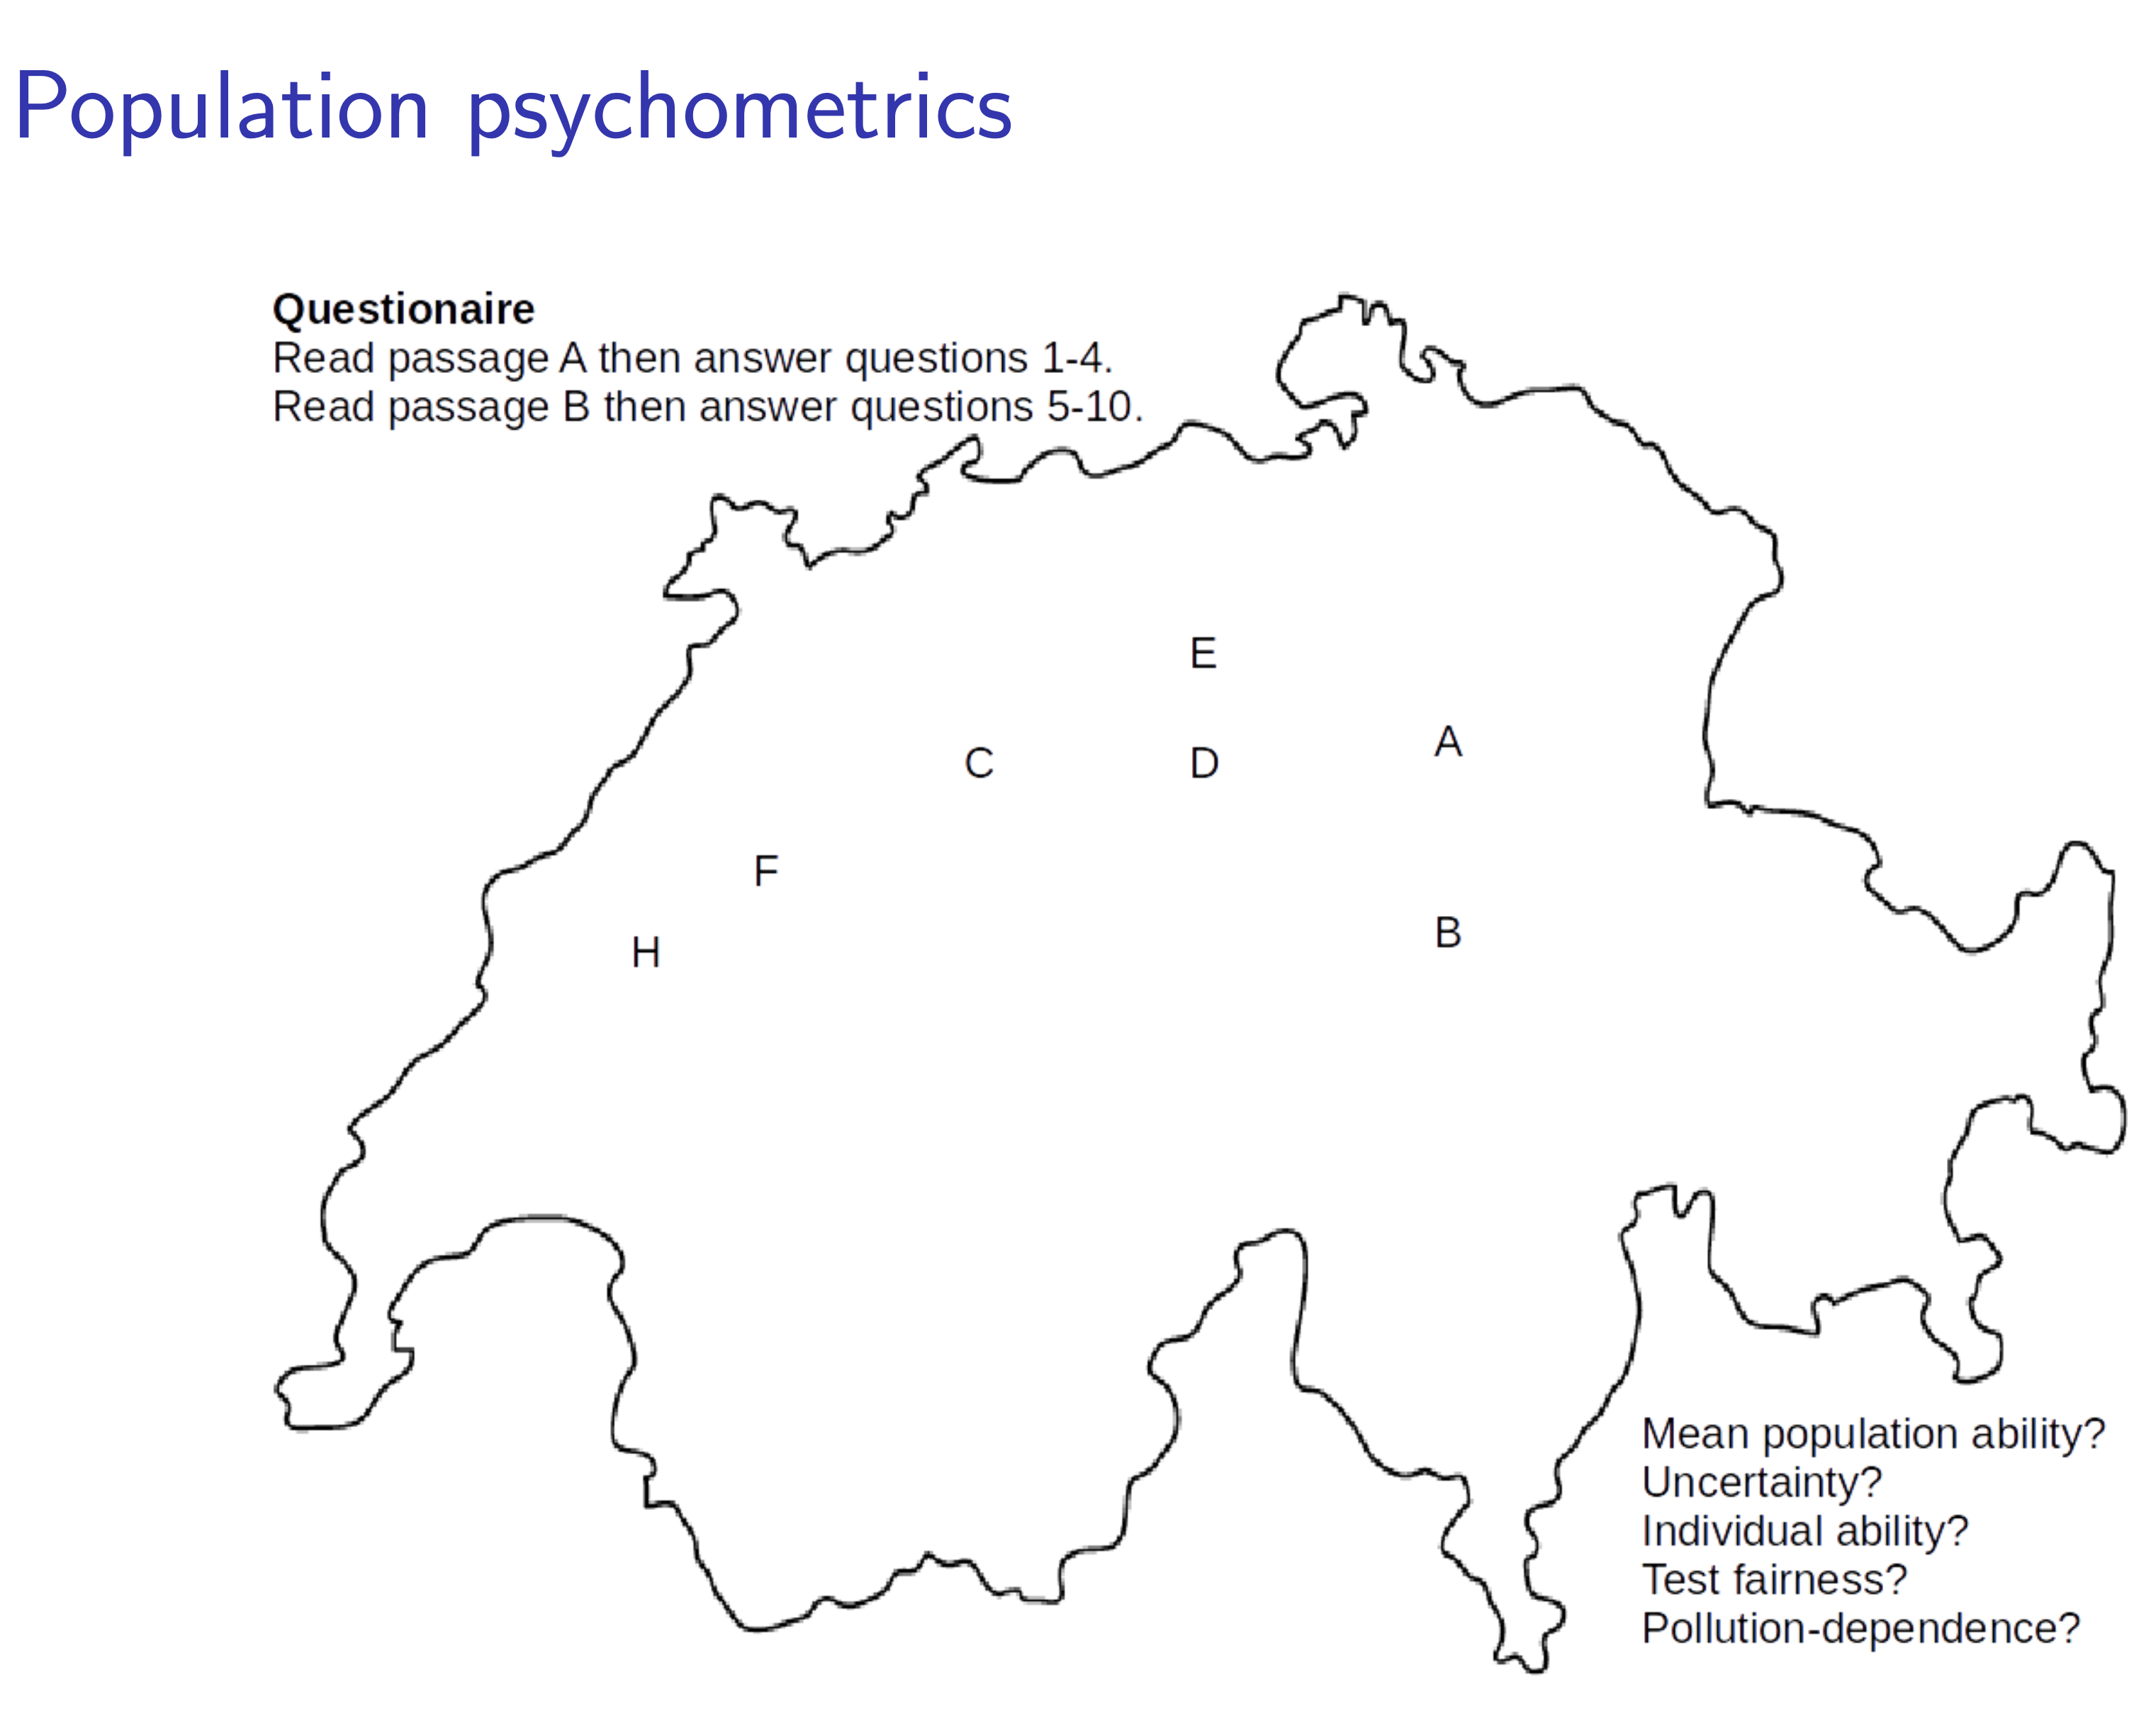 Population psychometrics
Questionaire
Read passage A then answer questions 1-4.
Read passage B then answer questions 5-10.
E
A
C
D
F
B
H
Mean population ability?
Uncertainty?
Individual ability?
Test fairness?
Pollution-dependence?